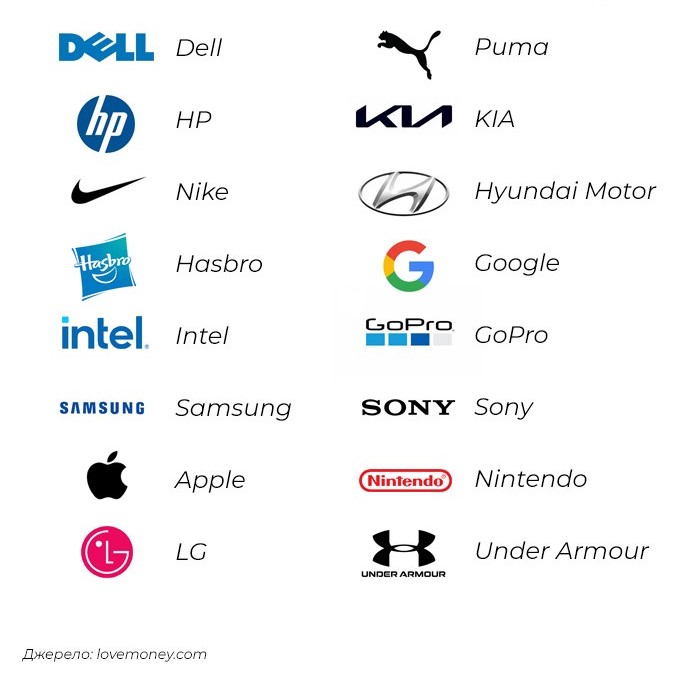 DELL Dell
hp HP
Nike
Hasbro Hasbro
intel. Intel
SAMSUNG Samsung
Apple
LG LG
Puma
KIA KIA
Hyundai Motor
G Google
GoPro GoPro
SONY Sony
Nintendo® Nintendo
UNDER ARMOUR Under Armour
Джерело: lovemoney.com